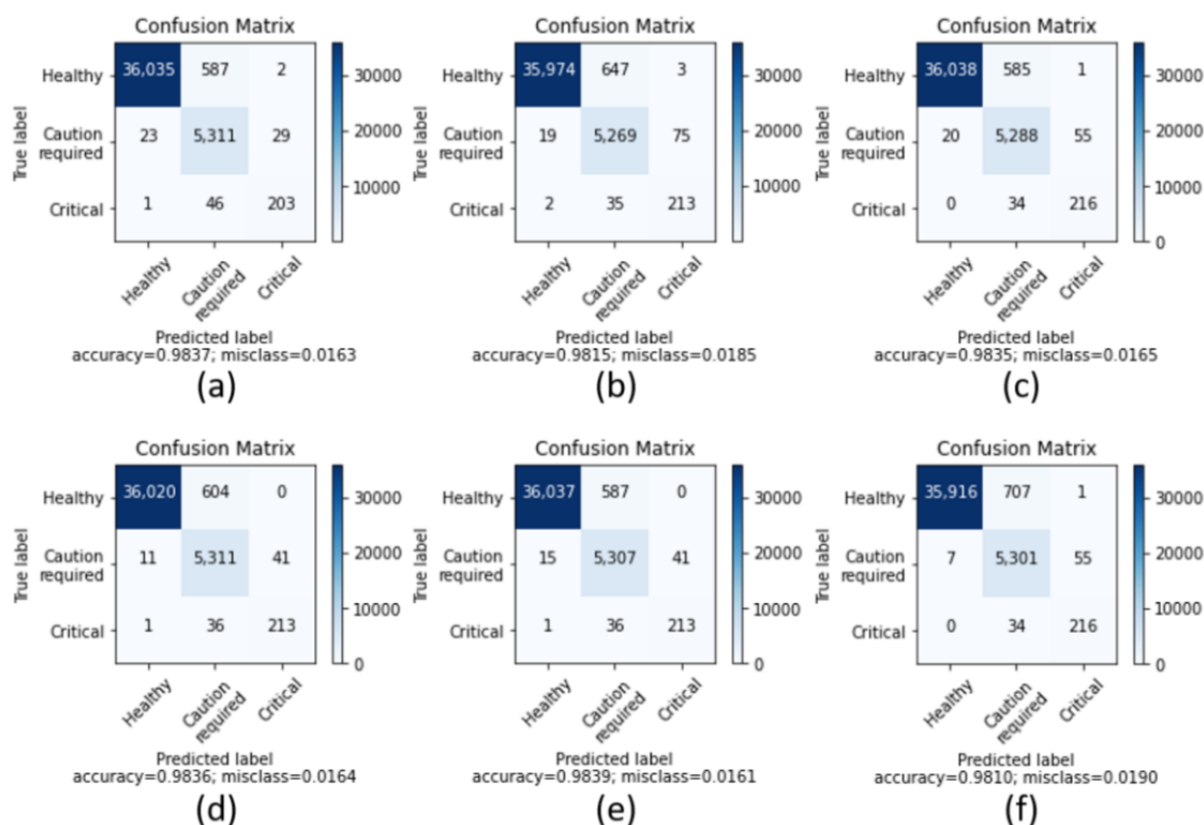 Confusion Matrix
True label
Healthy 36,035 587 2
Caution required 23 5,311 29
Critical 1 46 203
30000
20000
10000
Healthy
Caution required
Critical
Predicted label
accuracy=0.9837; misclass=0.0163
(a)
Confusion Matrix
True label
Healthy 35,974 647 3
Caution required 19 5,269 75
Critical 2 35 213
30000
20000
10000
Healthy
Caution required
Critical
Predicted label
accuracy=0.9815; misclass=0.0185
(b)
Confusion Matrix
True label
Healthy 36,038 585 1
Caution required 20 5,288 55
Critical 0 34 216
30000
20000
10000
0
Healthy
Caution required
Critical
Predicted label
accuracy=0.9835; misclass=0.0165
(c)
Confusion Matrix
True label
Healthy 36,020 604 0
Caution required 11 5,311 41
Critical 1 36 213
30000
20000
10000
0
Healthy
Caution required
Critical
Predicted label
accuracy=0.9836; misclass=0.0164
(d)
Confusion Matrix
True label
Healthy 36,037 587 0
Caution required 15 5,307 41
Critical 1 36 213
30000
20000
10000
0
Healthy
Caution required
Critical
Predicted label
accuracy=0.9839; misclass=0.0161
(e)
Confusion Matrix
True label
Healthy 35,916 707 1
Caution required 7 5,301 55
Critical 0 34 216
30000
20000
10000
0
Healthy
Caution required
Critical
Predicted label
accuracy=0.9810; misclass=0.0190
(f)